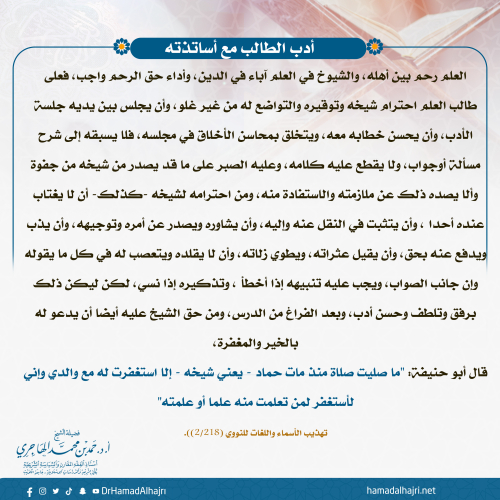 أدب الطالب مع أساتذته
العلم رحم بين أهله، والشيوخ في العلم آباء في الدين، وأداء حق الرحم واجب، فعلى
طالب العلم احترام شيخه وتوقيره والتواضع له من غير غلو، وأن يجلس بين يديه جلسة
الأدب، وأن يحسن خطابه معه، ويتخلق بمحاسن الأخلاق في مجلسه، فلا يسبقه إلى شرح
مسألة أوجواب، ولا يقطع عليه كلامه، وعليه الصبر على ما قد يصدر من شيخه من جفوة
وألا يصده ذلك عن ملازمته والاستفادة منه، ومن احترامه لشيخه -كذلك- أن لا يغتاب
عنده أحدا ، وأن يتثبت في النقل عنه وإليه، وأن يشاوره ويصدر عن أمره وتوجيهه، وأن يذب
ويدفع عنه بحق، وأن يقيل عثراته، ويطوي زلاته، وأن لا يقلده ويتعصب له في كل ما يقوله
وإن جانب الصواب، ويجب عليه تنبيهه إذا أخطأ ، وتذكيره إذا نسي، لكن ليكن ذلك
برفق وتلطف وحسن أدب، وبعد الفراغ من الدرس، ومن حق الشيخ عليه أيضا أن يدعو له
بالخير والمغفرة،
قال أبو حنيفة: "ما صليت صلاة منذ مات حماد - يعني شيخه - إلا استغفرت له مع والدي وإني
لأستغفر لمن تعلمت منه علما أو علمته"
تهذيب الأسماء واللغات للنووي (2/218)).
فضيلة الشيخ
أ.د. حمد بن محمد الهاجري
DrHamadAlhajri
hamadalhajri.net